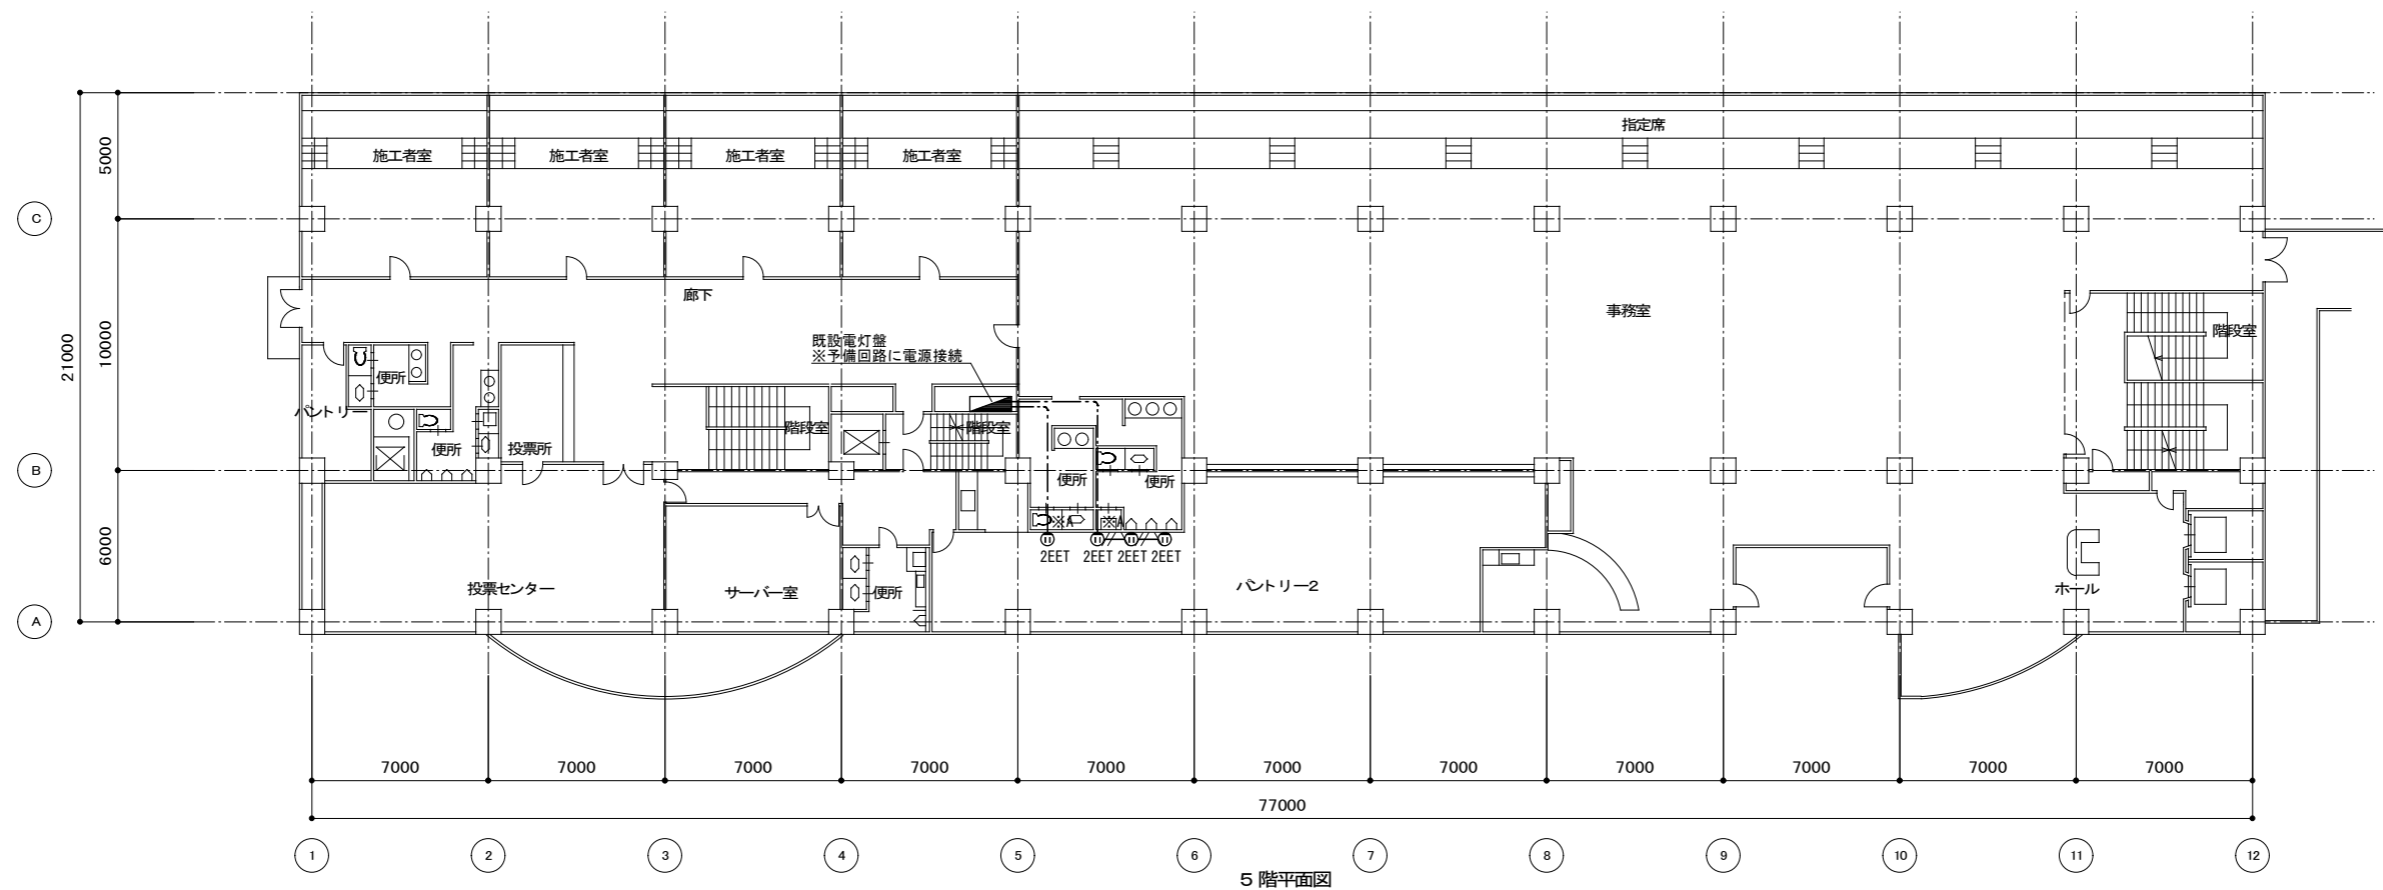 指定席
施工者室
施工者室
施工者室
施工者室
5000
C
廊下
事務室
10000
21000
既設電灯盤
※予備回路に電源接続
階段室
便所
パントリー
便所
投票所
階段室
階段室
B
便所
便所
※A
※A
2EET
2EET
2EET
2EET
6000
投票センター
サーバー室
便所
パントリー2
ホール
A
7000
7000
7000
7000
7000
7000
7000
7000
7000
7000
7000
77000
1
2
3
4
5
6
7
8
9
10
11
12
5階平面図